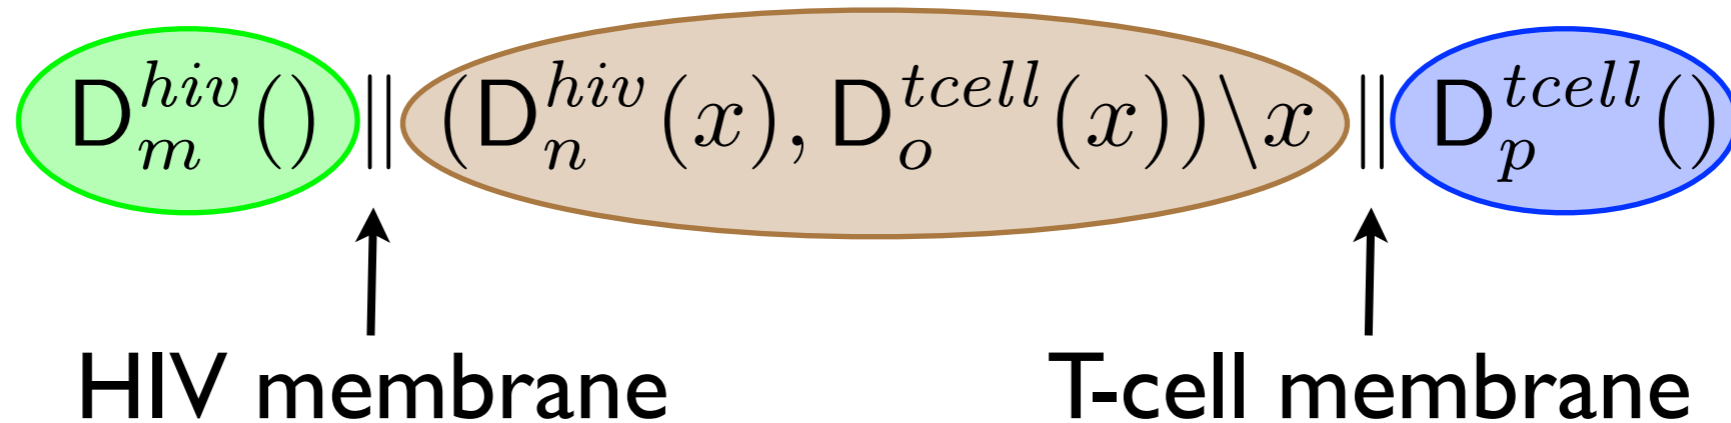 D_m^{hiv}() || (D_n^{hiv}(x), D_o^{tcell}(x))\x || D_p^{tcell}()
HIV membrane T-cell membrane